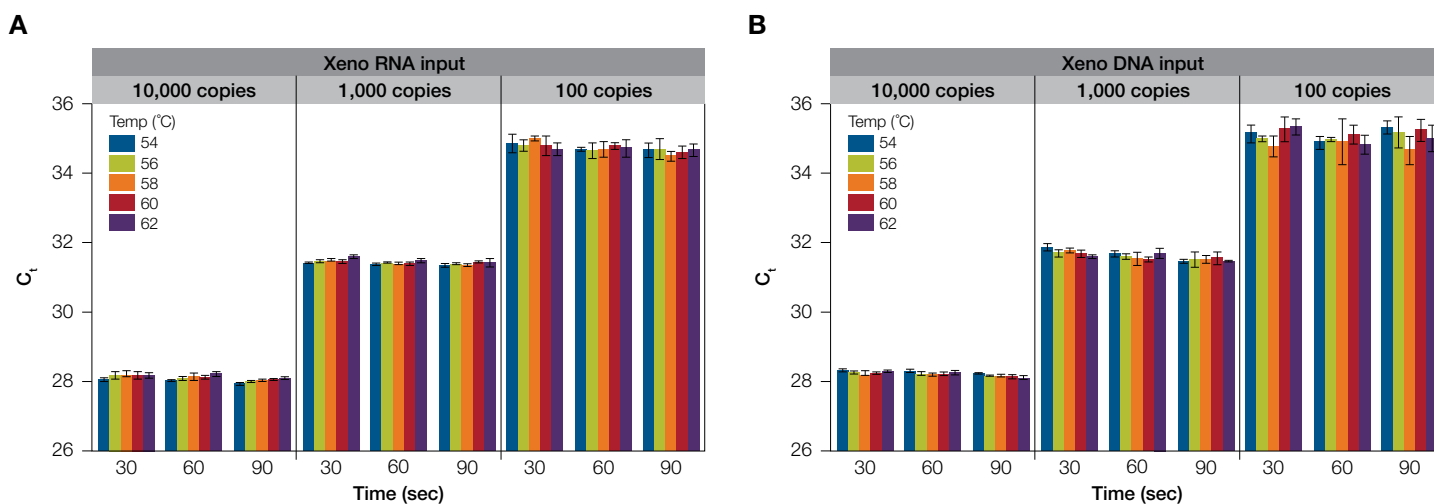 A
Xeno RNA input
10,000 copies 1,000 copies 100 copies
36
34
32
30
28
26
Ct
Temp (°C)
54
56
58
60
62
30 60 90 30 60 90 30 60 90
Time (sec)
B
Xeno DNA input
10,000 copies 1,000 copies 100 copies
36
34
32
30
28
26
Ct
Temp (°C)
54
56
58
60
62
30 60 90 30 60 90 30 60 90
Time (sec)